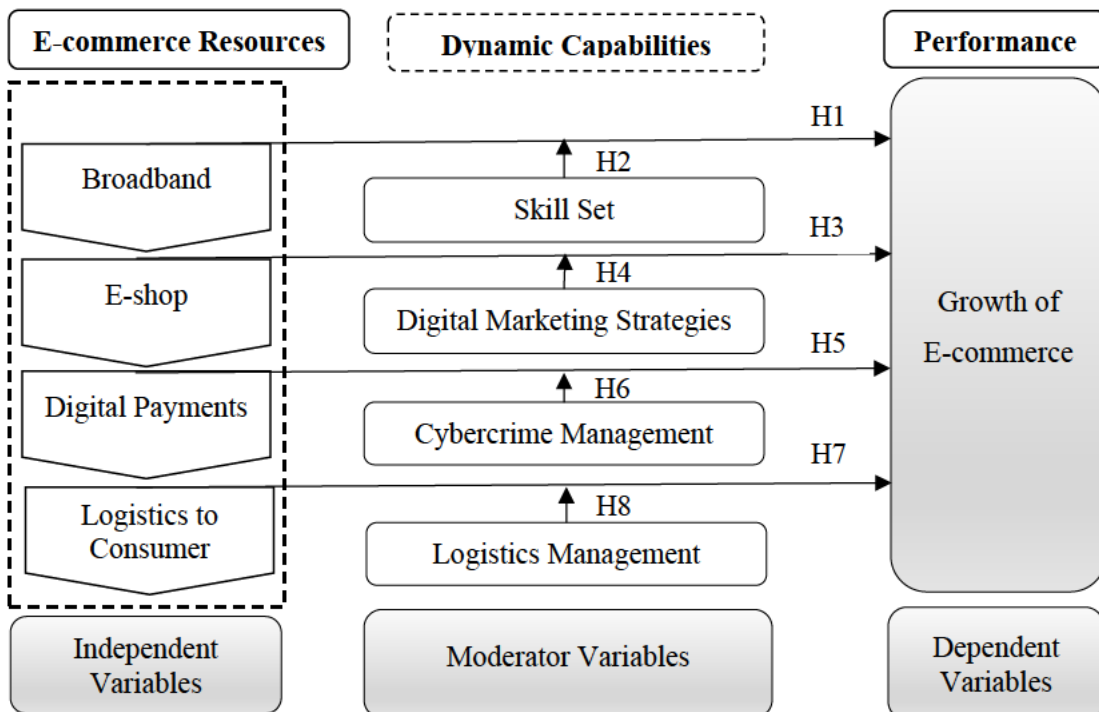 E-commerce Resources
Dynamic Capabilities
Performance
H1
Broadband
H2
Skill Set
H3
E-shop
H4
Digital Marketing Strategies
Growth of
E-commerce
H5
Digital Payments
H6
Cybercrime Management
H7
Logistics to
Consumer
H8
Logistics Management
Independent
Variables
Moderator Variables
Dependent
Variables